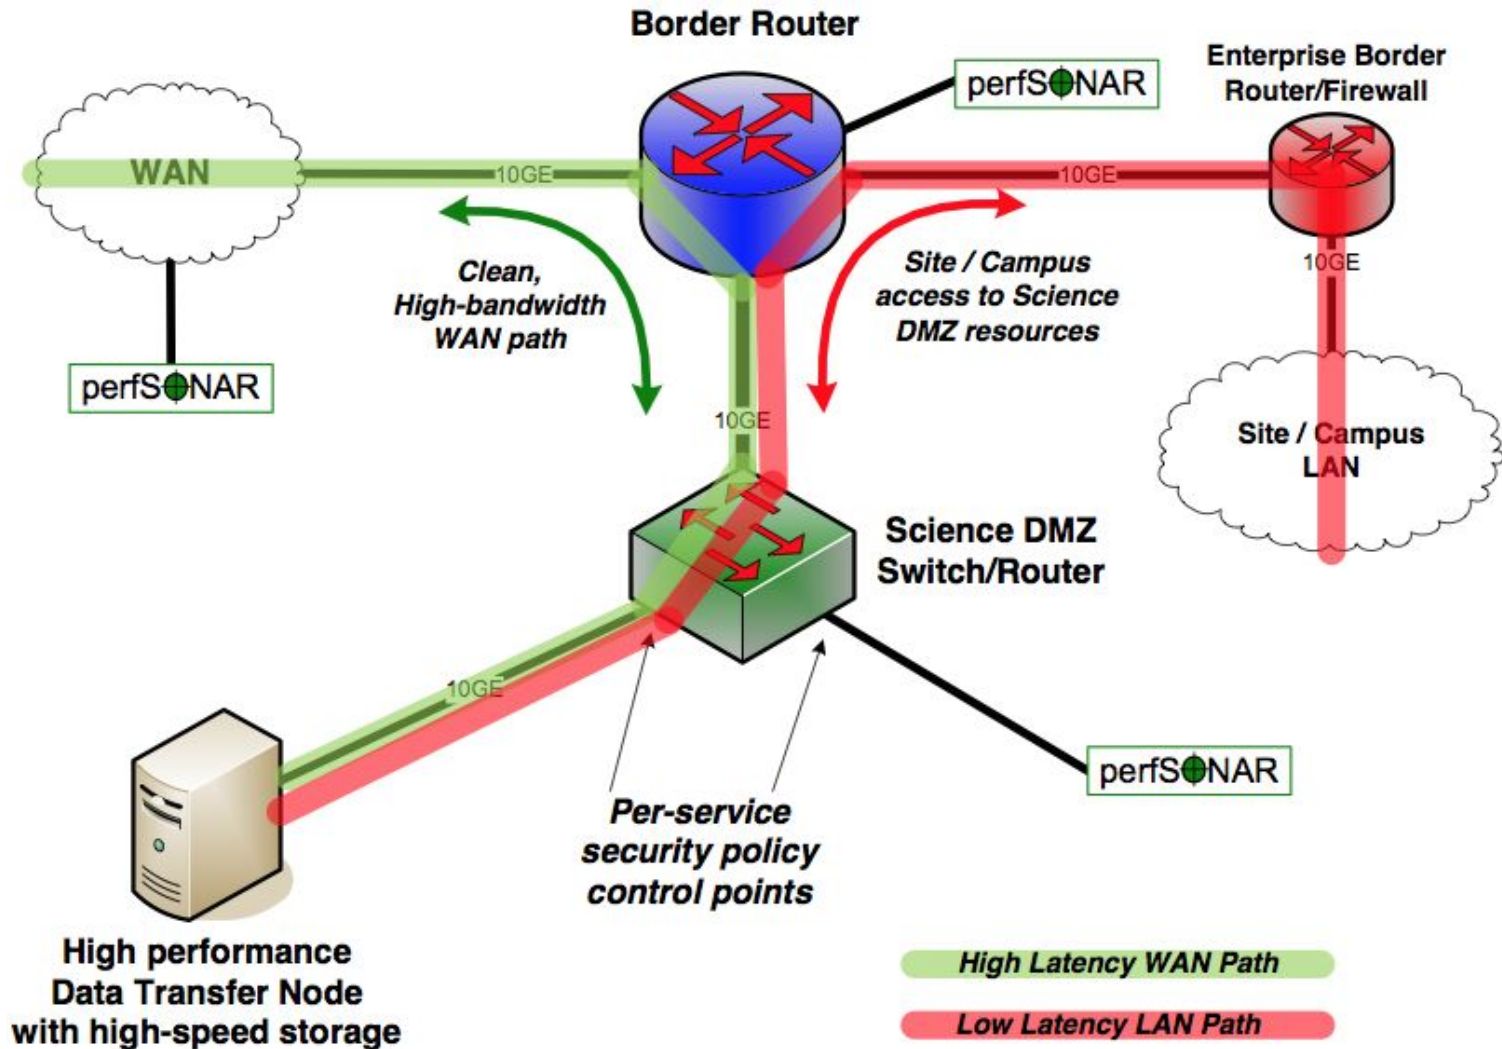 Border Router
perfSONAR
Enterprise Border
Router/Firewall
WAN
10GE
10GE
10GE
Clean,
High-bandwidth
WAN path
Site / Campus
access to Science
DMZ resources
perfSONAR
10GE
Site / Campus
LAN
Science DMZ
Switch/Router
10GE
perfSONAR
Per-service
security policy
control points
High performance
Data Transfer Node
with high-speed storage
High Latency WAN Path
Low Latency LAN Path